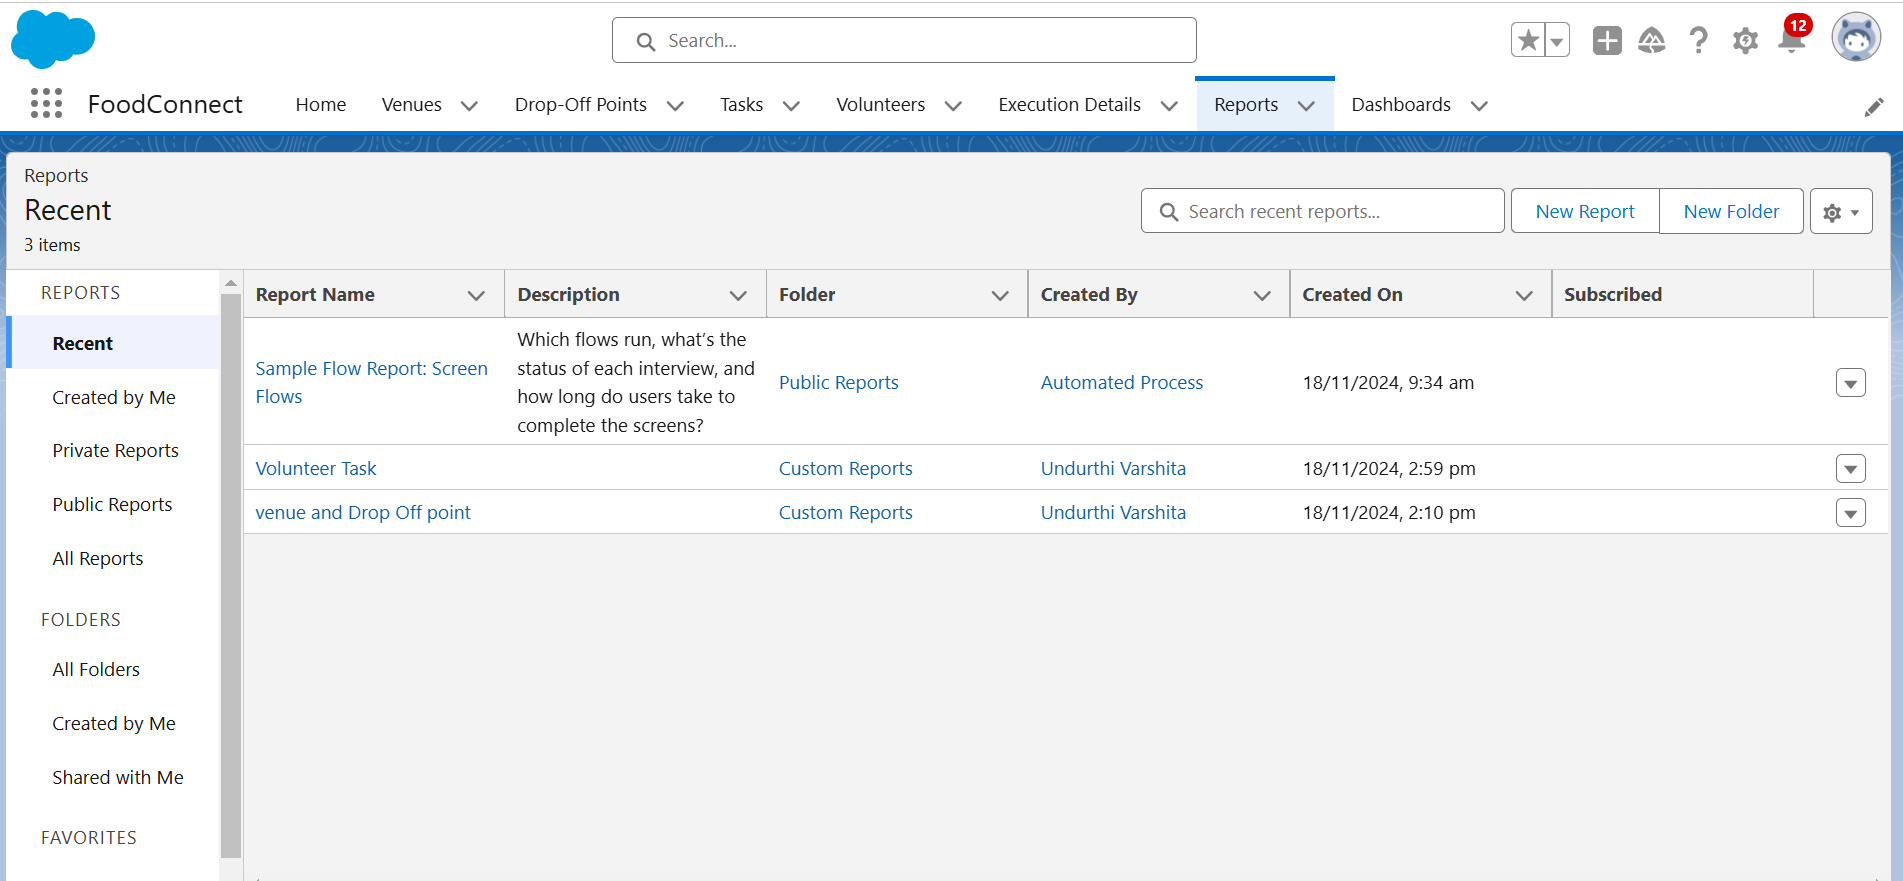 Search...
12
FoodConnect
Home
Venues
Drop-Off Points
Tasks
Volunteers
Execution Details
Reports
Dashboards
Reports
Recent
3 items
Search recent reports...
New Report
New Folder
REPORTS
Recent
Created by Me
Private Reports
Public Reports
All Reports
FOLDERS
All Folders
Created by Me
Shared with Me
FAVORITES
Report Name
Description
Folder
Created By
Created On
Subscribed
Sample Flow Report: Screen
Flows
Which flows run, what's the
status of each interview, and
how long do users take to
complete the screens?
Public Reports
Automated Process
18/11/2024, 9:34 am
Volunteer Task
Custom Reports
Undurthi Varshita
18/11/2024, 2:59 pm
venue and Drop Off point
Custom Reports
Undurthi Varshita
18/11/2024, 2:10 pm